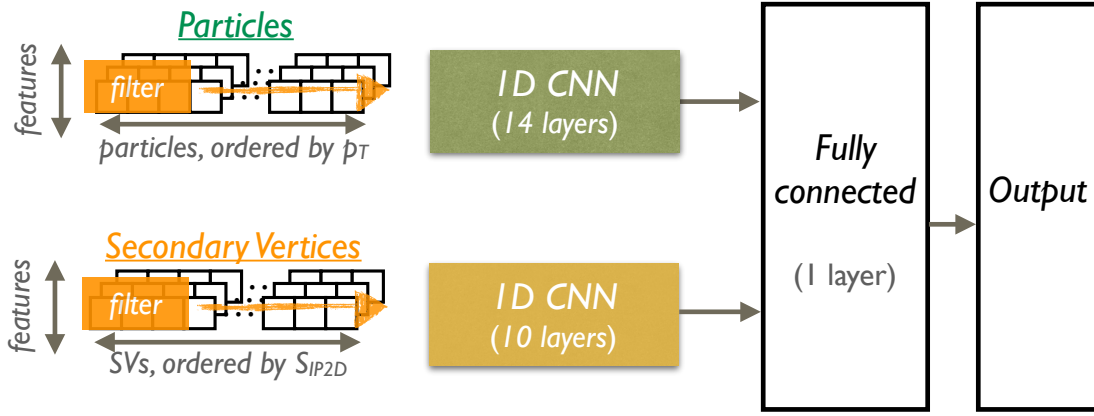 Particles
features
filter
particles, ordered by pT
1D CNN
(14 layers)
Secondary Vertices
features
filter
SVs, ordered by SIP2D
1D CNN
(10 layers)
Fully
connected
(1 layer)
Output